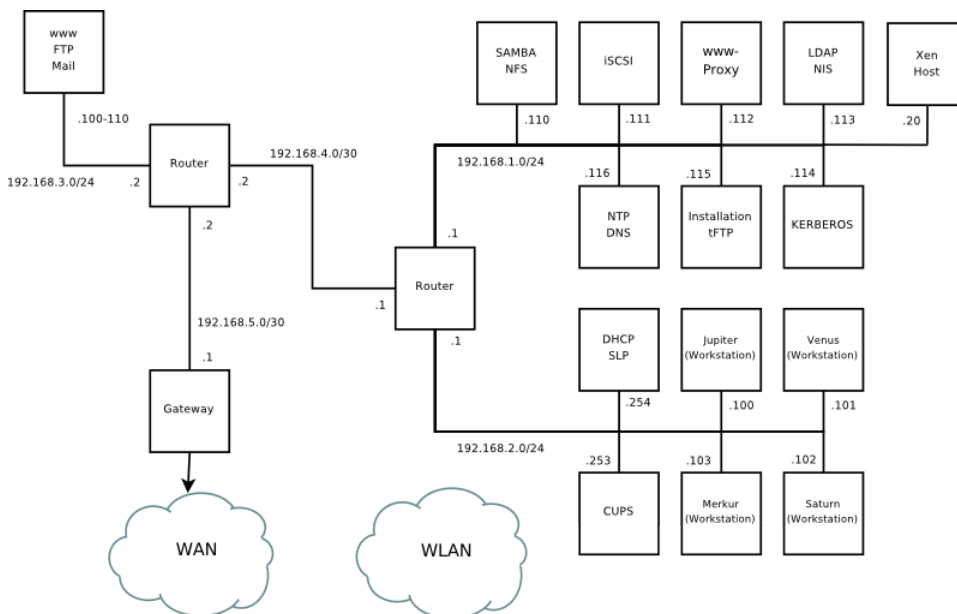 www
FTP
Mail
SAMBA
NFS
iSCSI
www-
Proxy
LDAP
NIS
Xen
Host
.100-110
.110
.111
.112
.113
.20
Router
192.168.4.0/30
192.168.1.0/24
192.168.3.0/24
.2
.2
.116
.115
.114
.2
NTP
DNS
Installation
tFTP
KERBEROS
.1
Router
.1
192.168.5.0/30
.1
.1
DHCP
SLP
Jupiter
(Workstation)
Venus
(Workstation)
Gateway
.254
.100
.101
192.168.2.0/24
.253
.103
.102
CUPS
Merkur
(Workstation)
Saturn
(Workstation)
WAN
WLAN